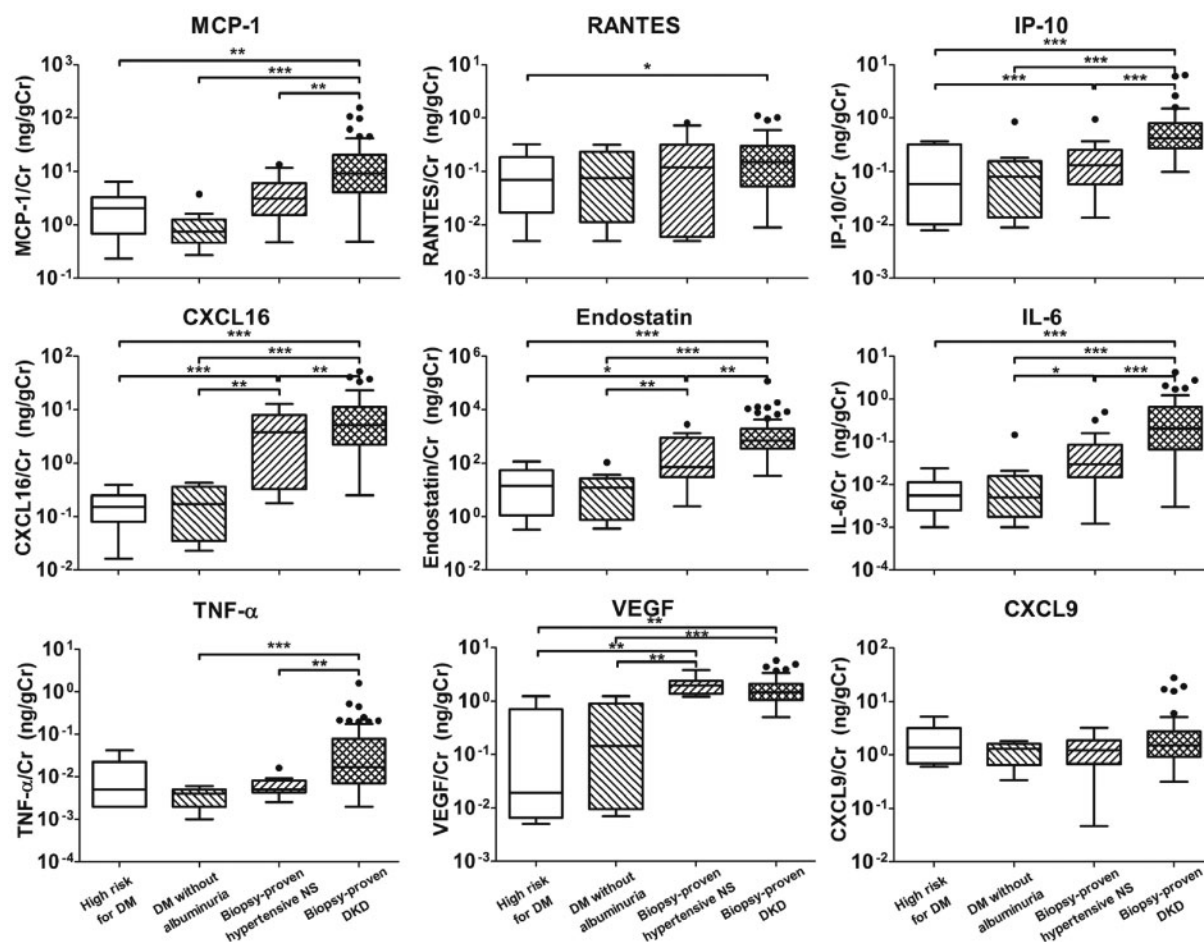 MCP-1
MCP-1/Cr (ng/gCr)
10³
10²
10¹
10⁰
10⁻¹
**
***
**
RANTES
RANTES/Cr (ng/gCr)
10¹
10⁰
10⁻¹
10⁻²
10⁻³
*
IP-10
IP-10/Cr (ng/gCr)
10¹
10⁰
10⁻¹
10⁻²
10⁻³
***
***
*** ***
CXCL16
CXCL16/Cr (ng/gCr)
10²
10¹
10⁰
10⁻¹
10⁻²
***
***
*** **
**
Endostatin
Endostatin/Cr (ng/gCr)
10⁶
10⁴
10²
10⁰
10⁻²
***
***
* **
**
IL-6
IL-6/Cr (ng/gCr)
10¹
10⁰
10⁻¹
10⁻²
10⁻³
10⁻⁴
***
***
* ***
TNF-α
TNF-α/Cr (ng/gCr)
10¹
10⁰
10⁻¹
10⁻²
10⁻³
10⁻⁴
***
**
High risk
for DM
DM without
albuminuria
Biopsy-proven
hypertensive NS
Biopsy-proven
DKD
VEGF
VEGF/Cr (ng/gCr)
10¹
10⁰
10⁻¹
10⁻²
10⁻³
**
***
**
**
High risk
for DM
DM without
albuminuria
Biopsy-proven
hypertensive NS
Biopsy-proven
DKD
CXCL9
CXCL9/Cr (ng/gCr)
10²
10¹
10⁰
10⁻¹
10⁻²
High risk
for DM
DM without
albuminuria
Biopsy-proven
hypertensive NS
Biopsy-proven
DKD